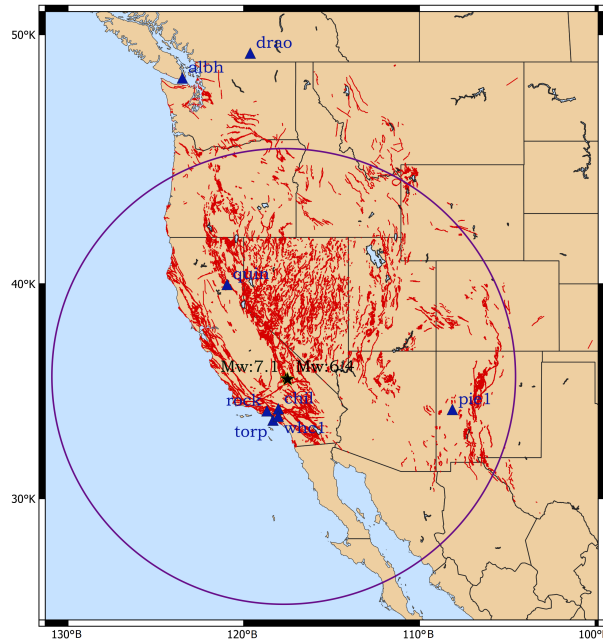 50°K
drao
albh
40°K
quin
Mw:7.1 Mw:6.4
rock chil
pie1
torp whc1
30°K
130°B 120°B 110°B 100°B